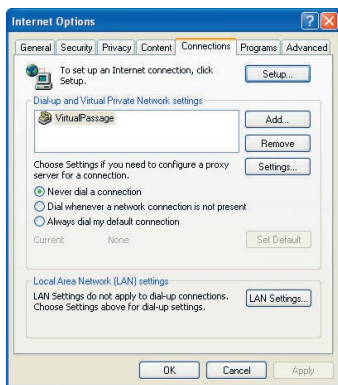 Internet Options
General Security Privacy Content Connections Programs Advanced
To set up an Internet connection, click
Setup.
Setup...
Dial-up and Virtual Private Network settings
VirtualPassage
Add...
Remove
Choose Settings if you need to configure a proxy
server for a connection.
Settings...
Never dial a connection
Dial whenever a network connection is not present
Always dial my default connection
Current None
Set Default
Local Area Network (LAN) settings
LAN Settings do not apply to dial-up connections.
Choose Settings above for dial-up settings.
LAN Settings...
OK Cancel Apply